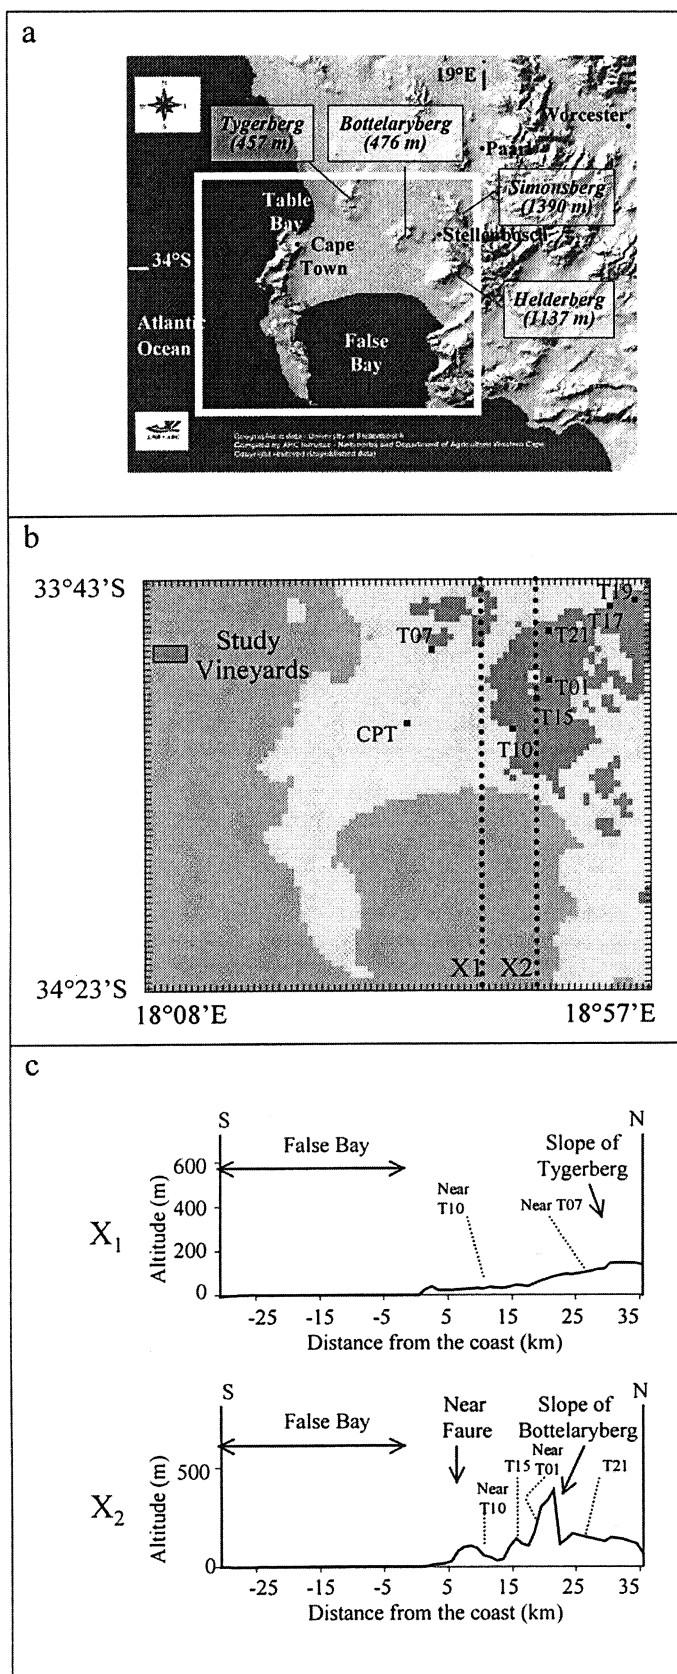 a
19°E
Worcester
Tygerberg
(457 m)
Bottelaryberg
(476 m)
Paarl
Simonsberg
(1390 m)
Table
Bay
Stellenbosch
Cape
Town
34°S
Helderberg
(1137 m)
Atlantic
Ocean
False
Bay
Copyright reserved (Unpublished data)
b
33°43'S
T19
T17
T21
T07
Study
Vineyards
T01
T15
CPT
T10
X1 X2
34°23'S
18°08'E
18°57'E
c
S
N
False Bay
Slope of
Tygerberg
Near
T10
Near T07
X1
Altitude (m)
600
400
200
0
-25 -15 -5 5 15 25 35
Distance from the coast (km)
S
N
False Bay
Near
Faure
Slope of
Bottelaryberg
Near
T10
T15
Near
T01
T21
X2
Altitude (m)
500
0
-25 -15 -5 5 15 25 35
Distance from the coast (km)